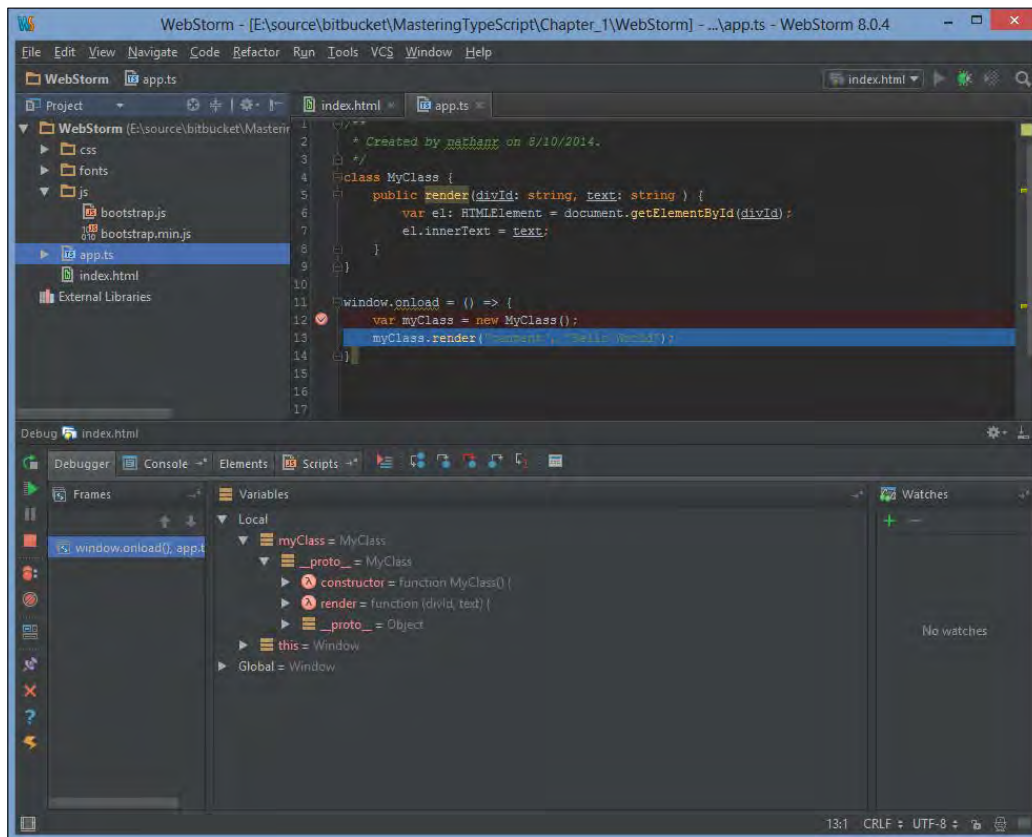 WebStorm - [E:\source\bitbucket\MasteringTypeScript\Chapter_1\WebStorm] - ...\app.ts - WebStorm 8.0.4
File Edit View Navigate Code Refactor Run Tools VCS Window Help
WebStorm app.ts index.html
Project index.html app.ts
WebStorm (E:\source\bitbucket\Masterin
css
fonts
js
bootstrap.js
bootstrap.min.js
app.ts
index.html
External Libraries
1 /**
2 * Created by nathanr on 8/10/2014.
3 */
4 class MyClass {
5 public render(divId: string, text: string ) {
6 var el: HTMLElement = document.getElementById(divId);
7 el.innerText = text;
8 }
9 }
10
11 window.onload = () => {
12 var myClass = new MyClass();
13 myClass.render("content", "Hello World");
14 }
15
16
17
Debug index.html
Debugger Console Elements Scripts
Frames Variables Watches
window.onload(), app.t
Local
myClass = MyClass
__proto__ = MyClass
constructor = function MyClass() {
render = function (divId, text) {
__proto__ = Object
this = Window
Global = Window
No watches
13:1 CRLF UTF-8